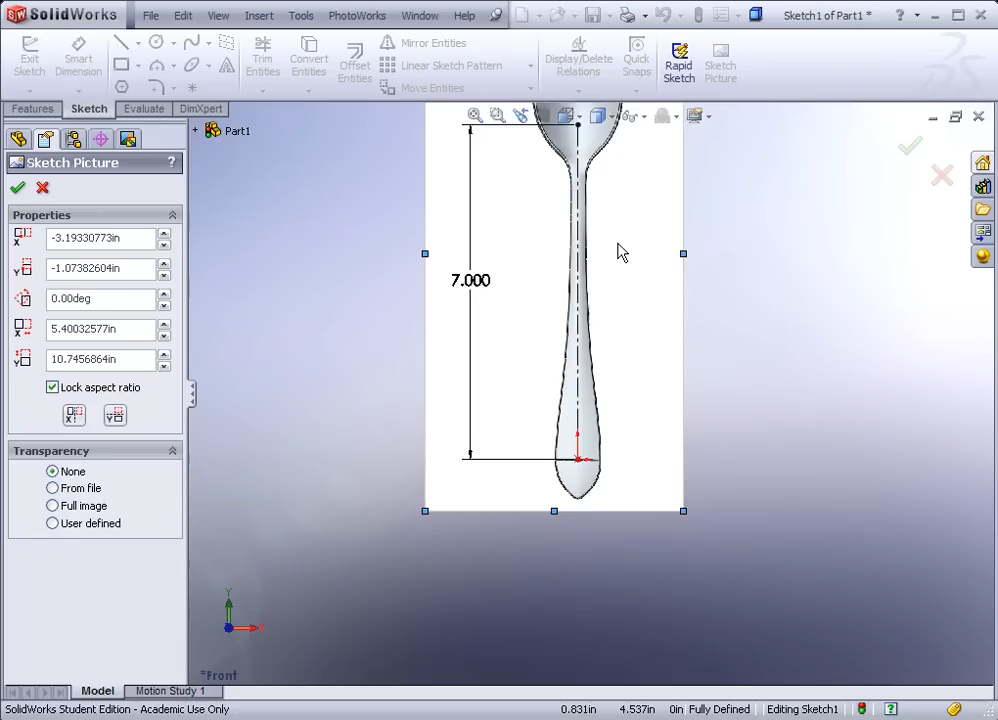 SolidWorks
File Edit View Insert Tools PhotoWorks Window Help
Sketch1 of Part1 *
Exit Sketch
Smart Dimension
Trim Entities
Convert Entities
Offset Entities
Mirror Entities
Linear Sketch Pattern
Move Entities
Display/Delete Relations
Quick Snaps
Rapid Sketch
Sketch Picture
Features Sketch Evaluate DimXpert
Part1
Sketch Picture ?
Properties
-3.19330773in
-1.07382604in
0.00deg
5.40032577in
10.7456864in
Lock aspect ratio
Transparency
None
From file
Full image
User defined
7.000
Y
X
*Front
Model Motion Study 1
SolidWorks Student Edition - Academic Use Only
0.831in 4.537in 0in Fully Defined Editing Sketch1